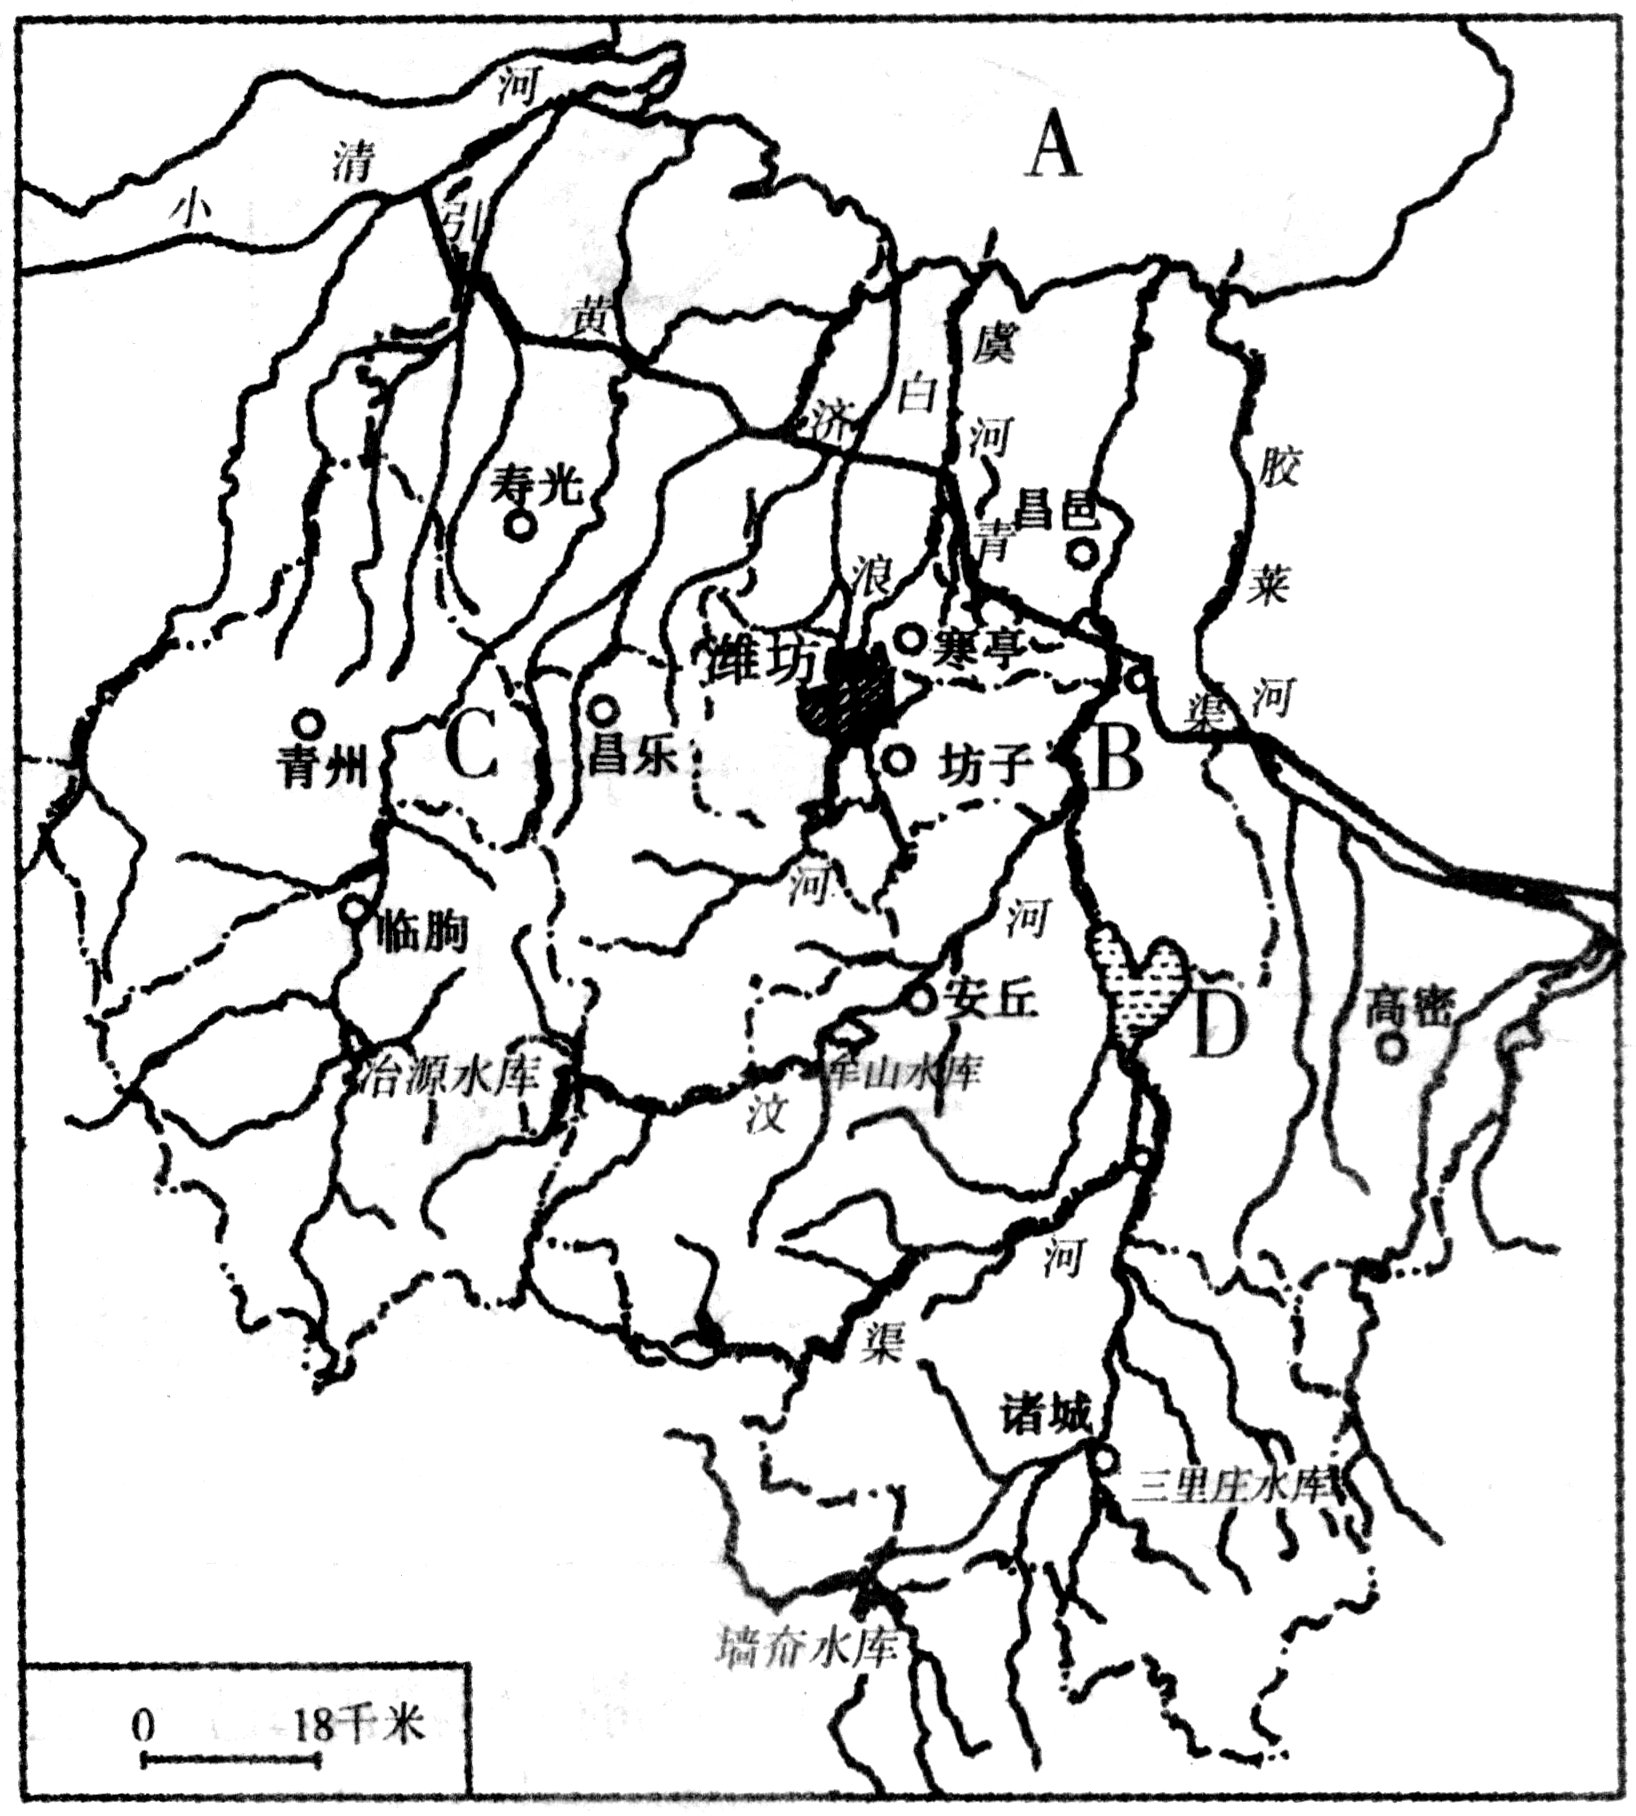 A
小清河
引黄济青渠
白浪河
虞河
胶莱河
寿光
昌邑
寒亭
潍坊
青州
C
昌乐
坊子
B
临朐
安丘
D
高密
冶源水库
牟山水库
汶河
渠河
诸城
三里庄水库
墙夼水库
0 18千米